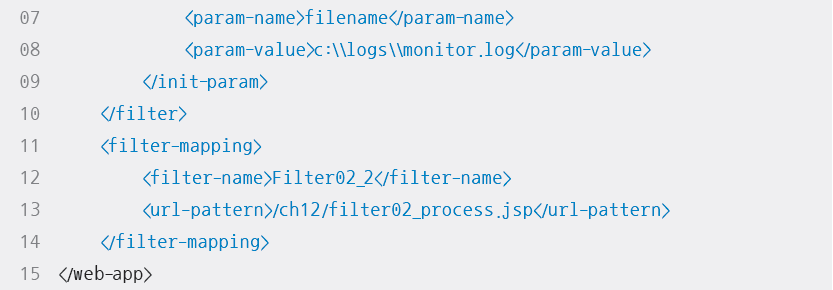 07 <param-name>filename</param-name>
08 <param-value>c:\\logs\\monitor.log</param-value>
09 </init-param>
10 </filter>
11 <filter-mapping>
12 <filter-name>Filter02_2</filter-name>
13 <url-pattern>/ch12/filter02_process.jsp</url-pattern>
14 </filter-mapping>
15 </web-app>